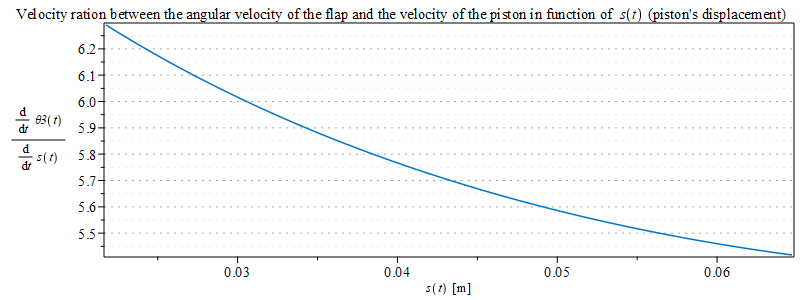 Velocity ration between the angular velocity of the flap and the velocity of the piston in function of s(t) (piston's displacement)
6.2
6.1
6.0
d/dt θ3(t)
5.9
d/dt s(t)
5.8
5.7
5.6
5.5
0.03 0.04 0.05 0.06
s(t) [m]